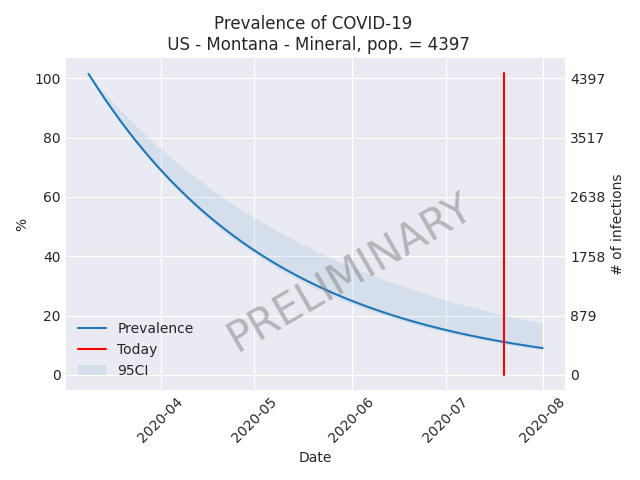 Prevalence of COVID-19
US - Montana - Mineral, pop. = 4397
100
80
60
40
20
0
%
4397
3517
2638
1758
879
0
# of infections
PRELIMINARY
Prevalence
Today
95CI
2020-04
2020-05
2020-06
2020-07
2020-08
Date